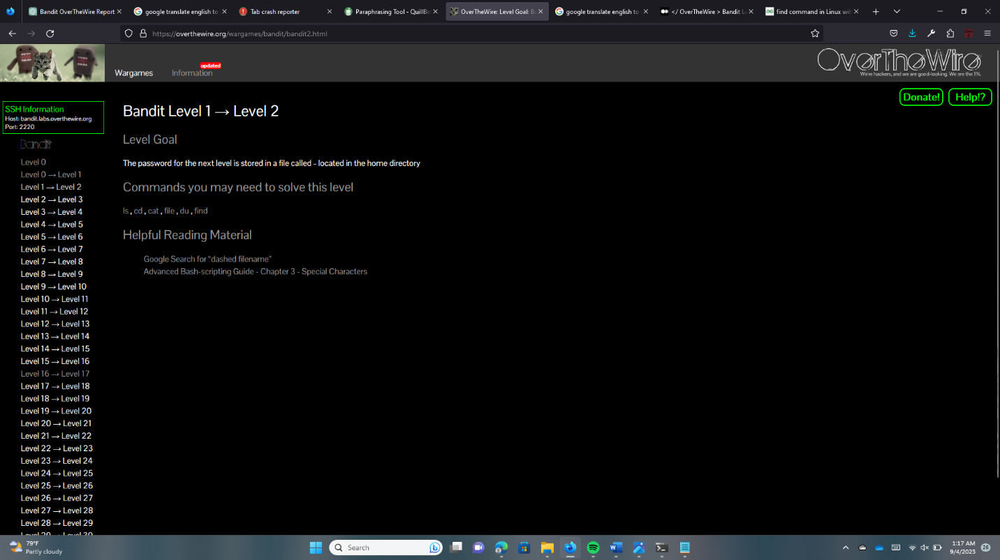 Bandit OverTheWire Report
google translate english to
Tab crash reporter
Paraphrasing Tool - QuillBo
OverTheWire: Level Goal: Ba
google translate english to
</ OverTheWire > Bandit Le
find command in Linux with
https://overthewire.org/wargames/bandit/bandit2.html
Wargames
Information
updated
OverTheWire
We're hackers, and we are good-looking. We are the 1%.
Donate!
Help!?
SSH Information
Host: bandit.labs.overthewire.org
Port: 2220
Bandit
Level 0
Level 0 → Level 1
Level 1 → Level 2
Level 2 → Level 3
Level 3 → Level 4
Level 4 → Level 5
Level 5 → Level 6
Level 6 → Level 7
Level 7 → Level 8
Level 8 → Level 9
Level 9 → Level 10
Level 10 → Level 11
Level 11 → Level 12
Level 12 → Level 13
Level 13 → Level 14
Level 14 → Level 15
Level 15 → Level 16
Level 16 → Level 17
Level 17 → Level 18
Level 18 → Level 19
Level 19 → Level 20
Level 20 → Level 21
Level 21 → Level 22
Level 22 → Level 23
Level 23 → Level 24
Level 24 → Level 25
Level 25 → Level 26
Level 26 → Level 27
Level 27 → Level 28
Level 28 → Level 29
Level 29 → Level 30
Bandit Level 1 → Level 2
Level Goal
The password for the next level is stored in a file called - located in the home directory
Commands you may need to solve this level
ls , cd , cat , file , du , find
Helpful Reading Material
Google Search for “dashed filename”
Advanced Bash-scripting Guide - Chapter 3 - Special Characters
79°F
Partly cloudy
Search
1:17 AM
9/4/2023
26